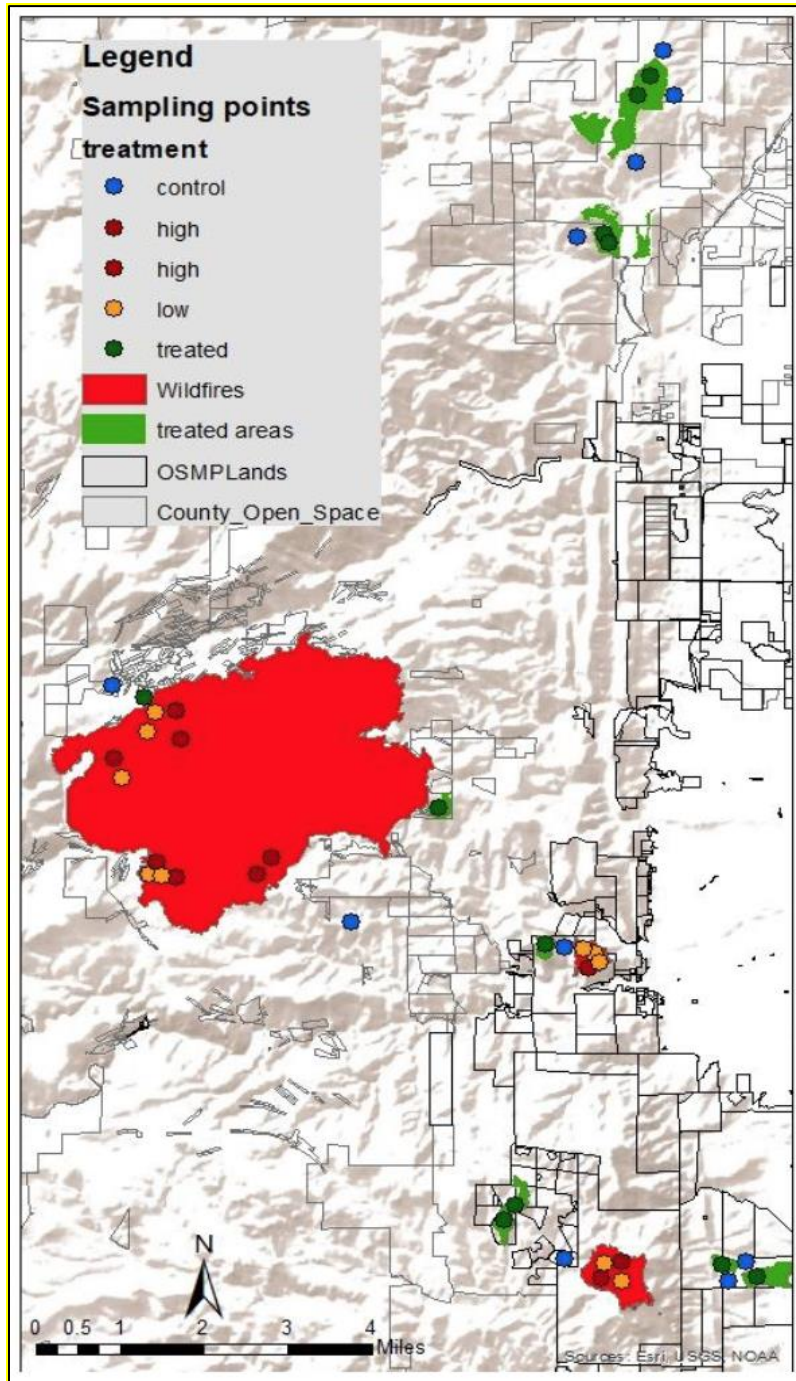 Legend
Sampling points
treatment
control
high
high
low
treated
Wildfires
treated areas
OSMPLands
County_Open_Space
N
0 0.5 1 2 3 4
Miles
Sources: Esri, USGS, NOAA